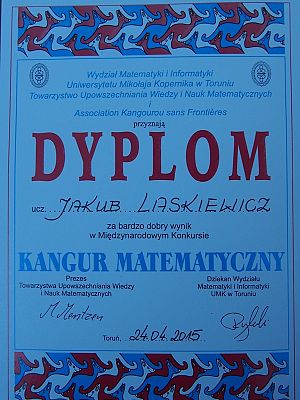 Wydział Matematyki i Informatyki
Uniwersytetu Mikołaja Kopernika w Toruniu
Towarzystwo Upowszechniania Wiedzy i Nauk Matematycznych
i
Association Kangourou sans Frontières
przyznają
DYPLOM
ucz. JAKUB LIASKIEWICZ
za bardzo dobry wynik
w Międzynarodowym Konkursie
KANGUR MATEMATYCZNY
Prezes
Towarzystwa Upowszechniania Wiedzy
i Nauk Matematycznych
Dziekan Wydziału
Matematyki i Informatyki
UMK w Toruniu
Toruń, 24.04.2015